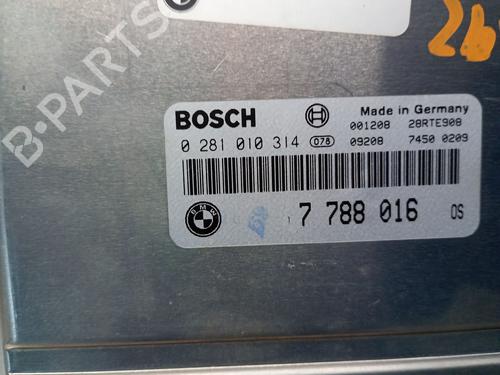 B-PARTS
26
BOSCH
Made in Germany
001208 28RTE908
0 281 010 314 078 09208 7450 0209
BMW
7 788 016 OS